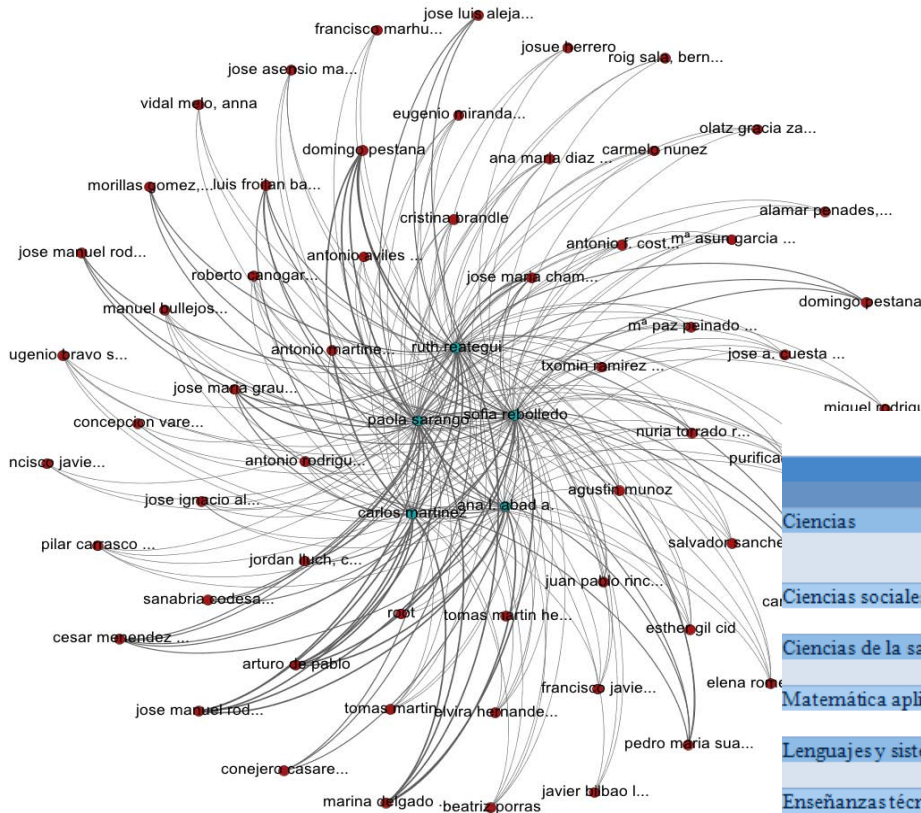 jose luis aleja...
francisco marhu...
josue herrero
roig sala, bern...
jose asensio ma...
vidal melo, anna
eugenio miranda...
olatz gracia za...
domingo pestana
ana maria diaz ...
carmelo nunez
morillas gomez,...
luis froilan ba...
cristina brandle
alamar penades,...
jose manuel rod...
antonio aviles ...
antonio f. cost...
mª asun garcia ...
roberto canogar...
jose maria cham...
manuel bullejos...
domingo pestana
mª paz peinado ...
ugenio bravo s...
antonio martine...
ruth reategui
jose a. cuesta ...
txomin ramirez ...
jose maria grau...
miguel rodrigu
concepcion vare...
paola sarango
sofia rebolledo
nuria torrado r...
ncisco javie...
antonio rodrigu...
purifica
jose ignacio al...
agustin munoz
carlos martinez
ana l. abad a.
Ciencias
pilar carrasco ...
salvador sanche
jordan lluch, c...
juan pablo rinc...
sanabria codesa...
Ciencias sociales
root
tomas martin he...
esther gil cid
cesar menendez ...
Ciencias de la sa
arturo de pablo
elena rome
francisco javie...
Matemática apli
jose manuel rod...
tomas martin
elvira hernande...
pedro maria sua...
Lenguajes y siste
conejero casare...
javier bilbao l...
marina delgado .
beatriz porras
Enseñanzas técn